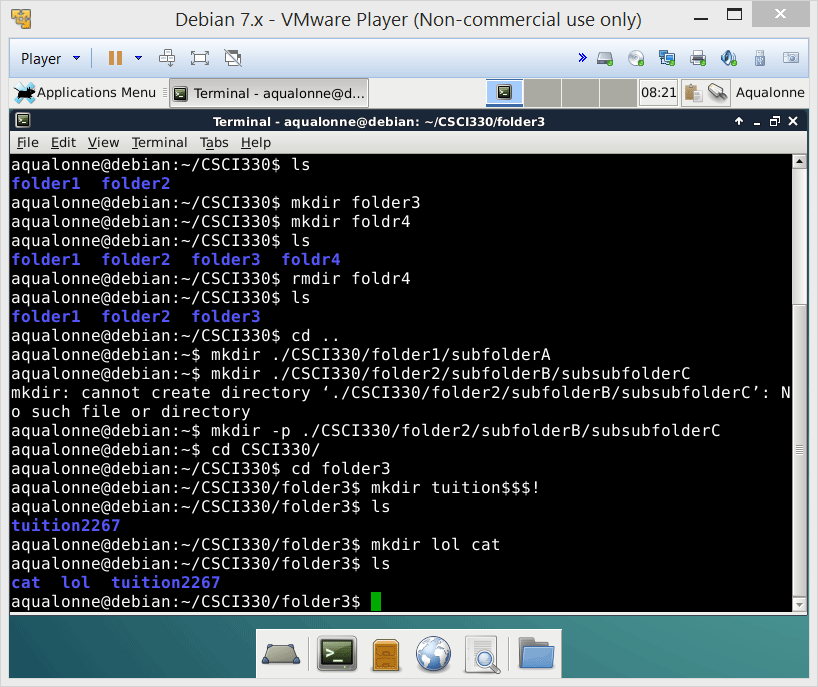 Debian 7.x - VMware Player (Non-commercial use only)
Player
Applications Menu
Terminal - aqualonne@d...
08:21
Aqualonne
Terminal - aqualonne@debian: ~/CSCI330/folder3
File Edit View Terminal Tabs Help
aqualonne@debian:~/CSCI330$ ls
folder1 folder2
aqualonne@debian:~/CSCI330$ mkdir folder3
aqualonne@debian:~/CSCI330$ mkdir foldr4
aqualonne@debian:~/CSCI330$ ls
folder1 folder2 folder3 foldr4
aqualonne@debian:~/CSCI330$ rmdir foldr4
aqualonne@debian:~/CSCI330$ ls
folder1 folder2 folder3
aqualonne@debian:~/CSCI330$ cd ..
aqualonne@debian:~$ mkdir ./CSCI330/folder1/subfolderA
aqualonne@debian:~$ mkdir ./CSCI330/folder2/subfolderB/subsubfolderC
mkdir: cannot create directory ‘./CSCI330/folder2/subfolderB/subsubfolderC’: N
o such file or directory
aqualonne@debian:~$ mkdir -p ./CSCI330/folder2/subfolderB/subsubfolderC
aqualonne@debian:~$ cd CSCI330/
aqualonne@debian:~/CSCI330$ cd folder3
aqualonne@debian:~/CSCI330/folder3$ mkdir tuition$$$!
aqualonne@debian:~/CSCI330/folder3$ ls
tuition2267
aqualonne@debian:~/CSCI330/folder3$ mkdir lol cat
aqualonne@debian:~/CSCI330/folder3$ ls
cat lol tuition2267
aqualonne@debian:~/CSCI330/folder3$